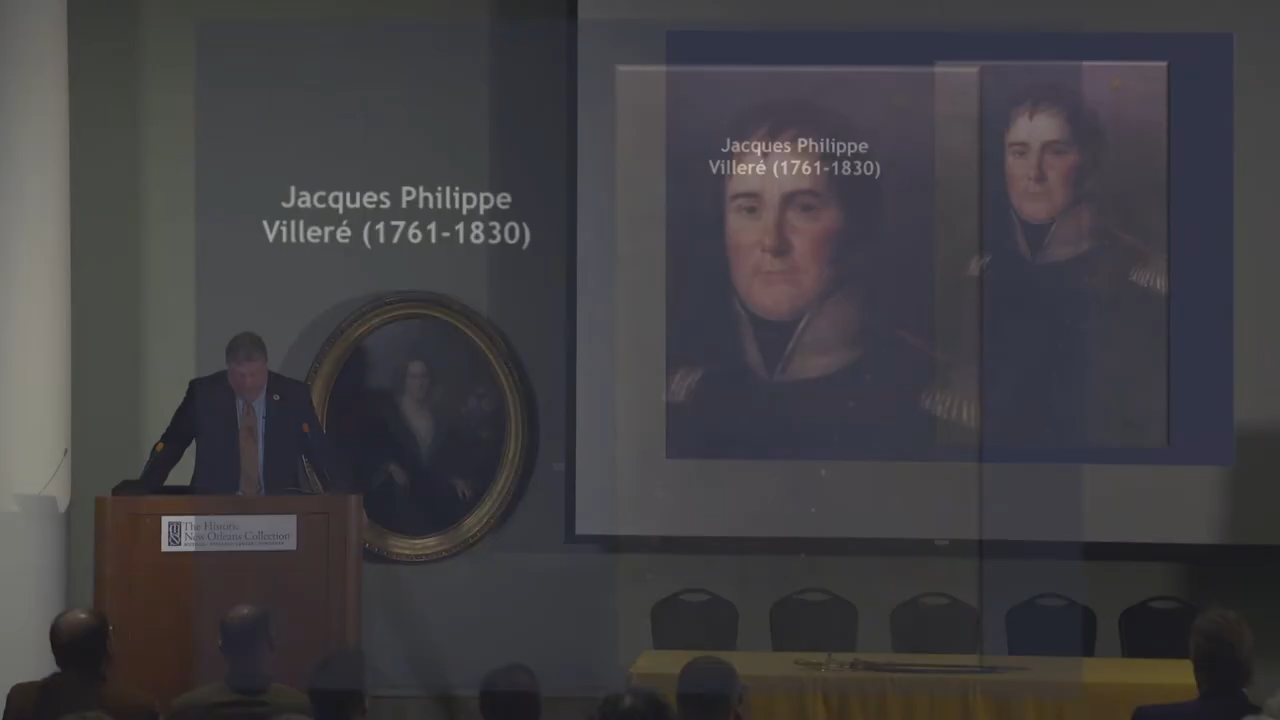 Jacques Philippe
Villeré (1761-1830)
Jacques Philippe
Villeré (1761-1830)
The Historic
New Orleans Collection